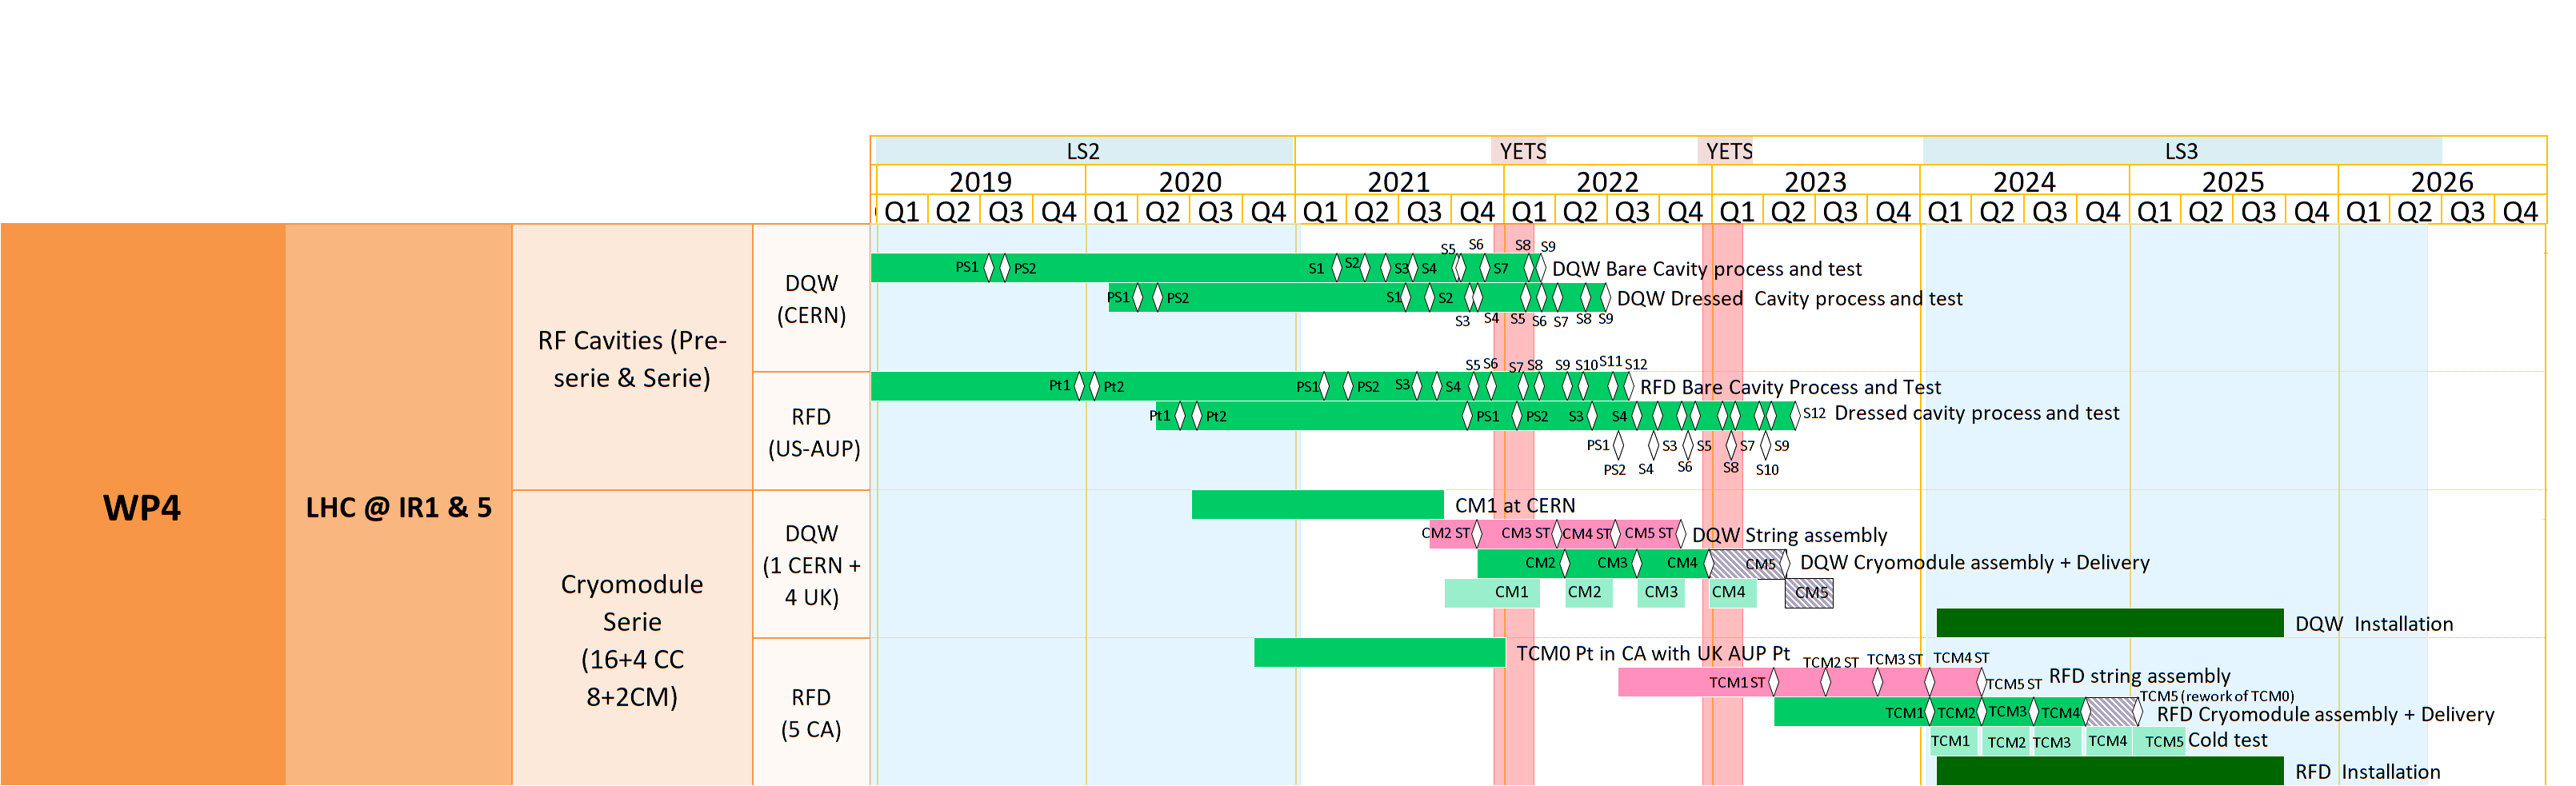 LS2 YETS YETS LS3
2019 2020 2021 2022 2023 2024 2025 2026
Q1 Q2 Q3 Q4 Q1 Q2 Q3 Q4 Q1 Q2 Q3 Q4 Q1 Q2 Q3 Q4 Q1 Q2 Q3 Q4 Q1 Q2 Q3 Q4 Q1 Q2 Q3 Q4 Q1 Q2 Q3 Q4
WP4
LHC @ IR1 & 5
RF Cavities (Pre-
serie & Serie)
DQW
(CERN)
S5 S6 S8 S9
PS1 PS2 S1 S2 S3 S4 S7 DQW Bare Cavity process and test
PS1 PS2 S1 S2 DQW Dressed Cavity process and test
S3 S4 S5 S6 S7 S8 S9
RFD
(US-AUP)
S5 S6 S7 S8 S9 S10 S11 S12
Pt1 Pt2 PS1 PS2 S3 S4 RFD Bare Cavity Process and Test
Pt1 Pt2 PS1 PS2 S3 S4 S12 Dressed cavity process and test
PS1 S3 S5 S7 S9
PS2 S4 S6 S8 S10
Cryomodule
Serie
(16+4 CC
8+2CM)
DQW
(1 CERN +
4 UK)
CM1 at CERN
CM2 ST CM3 ST CM4 ST CM5 ST DQW String assembly
CM2 CM3 CM4 CM5 DQW Cryomodule assembly + Delivery
CM1 CM2 CM3 CM4 CM5
DQW Installation
RFD
(5 CA)
TCM0 Pt in CA with UK AUP Pt
TCM2 ST TCM3 ST TCM4 ST
TCM1 ST TCM5 ST RFD string assembly
TCM5 (rework of TCM0)
TCM1 TCM2 TCM3 TCM4 RFD Cryomodule assembly + Delivery
TCM1 TCM2 TCM3 TCM4 TCM5 Cold test
RFD Installation